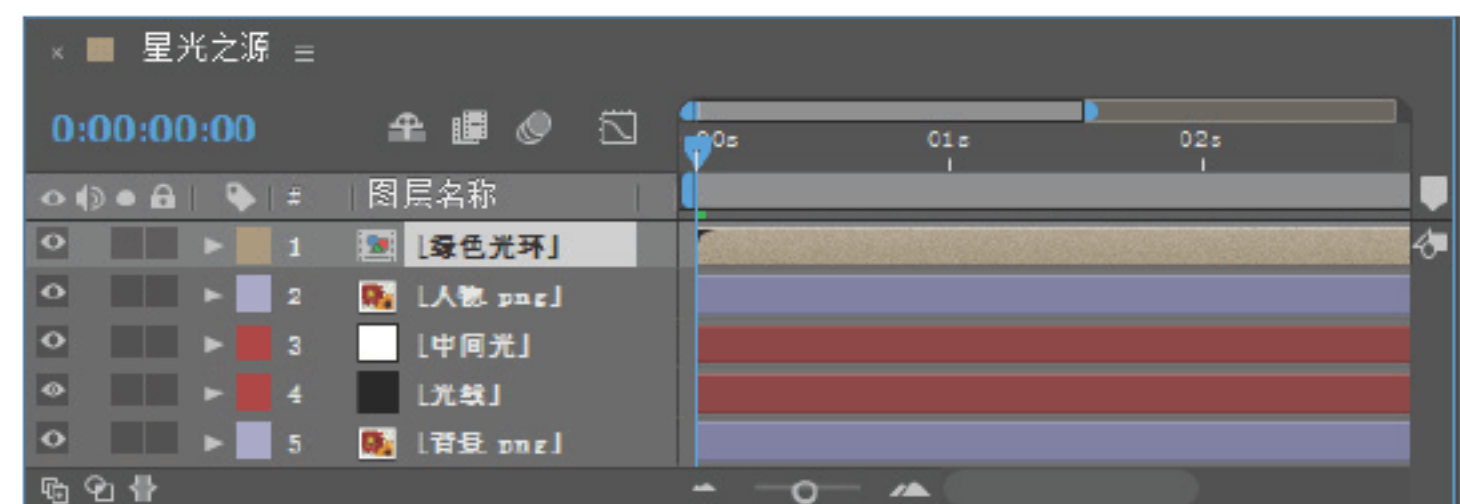 星光之源
0:00:00:00
00s 01s 02s
# 图层名称
1 [绿色光环]
2 [人物.png]
3 [中间光]
4 [光线]
5 [背景.png]